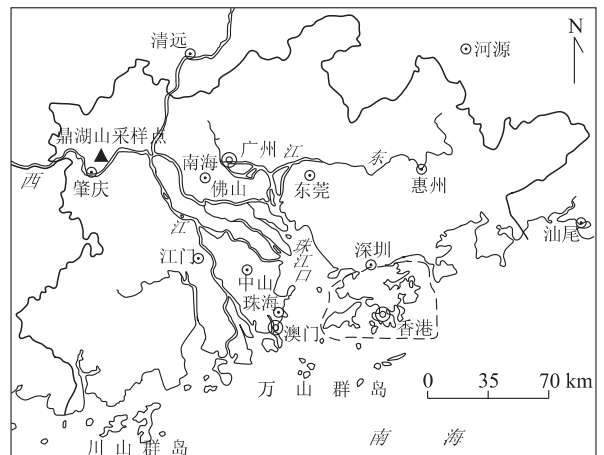 清远
河源
N
鼎湖山采样点
广州
江
东
南海
西
肇庆
佛山
东莞
惠州
汕尾
江
珠江口
深圳
江门
中山
珠海
澳门
香港
万山群岛
0 35 70 km
川山群岛
南海